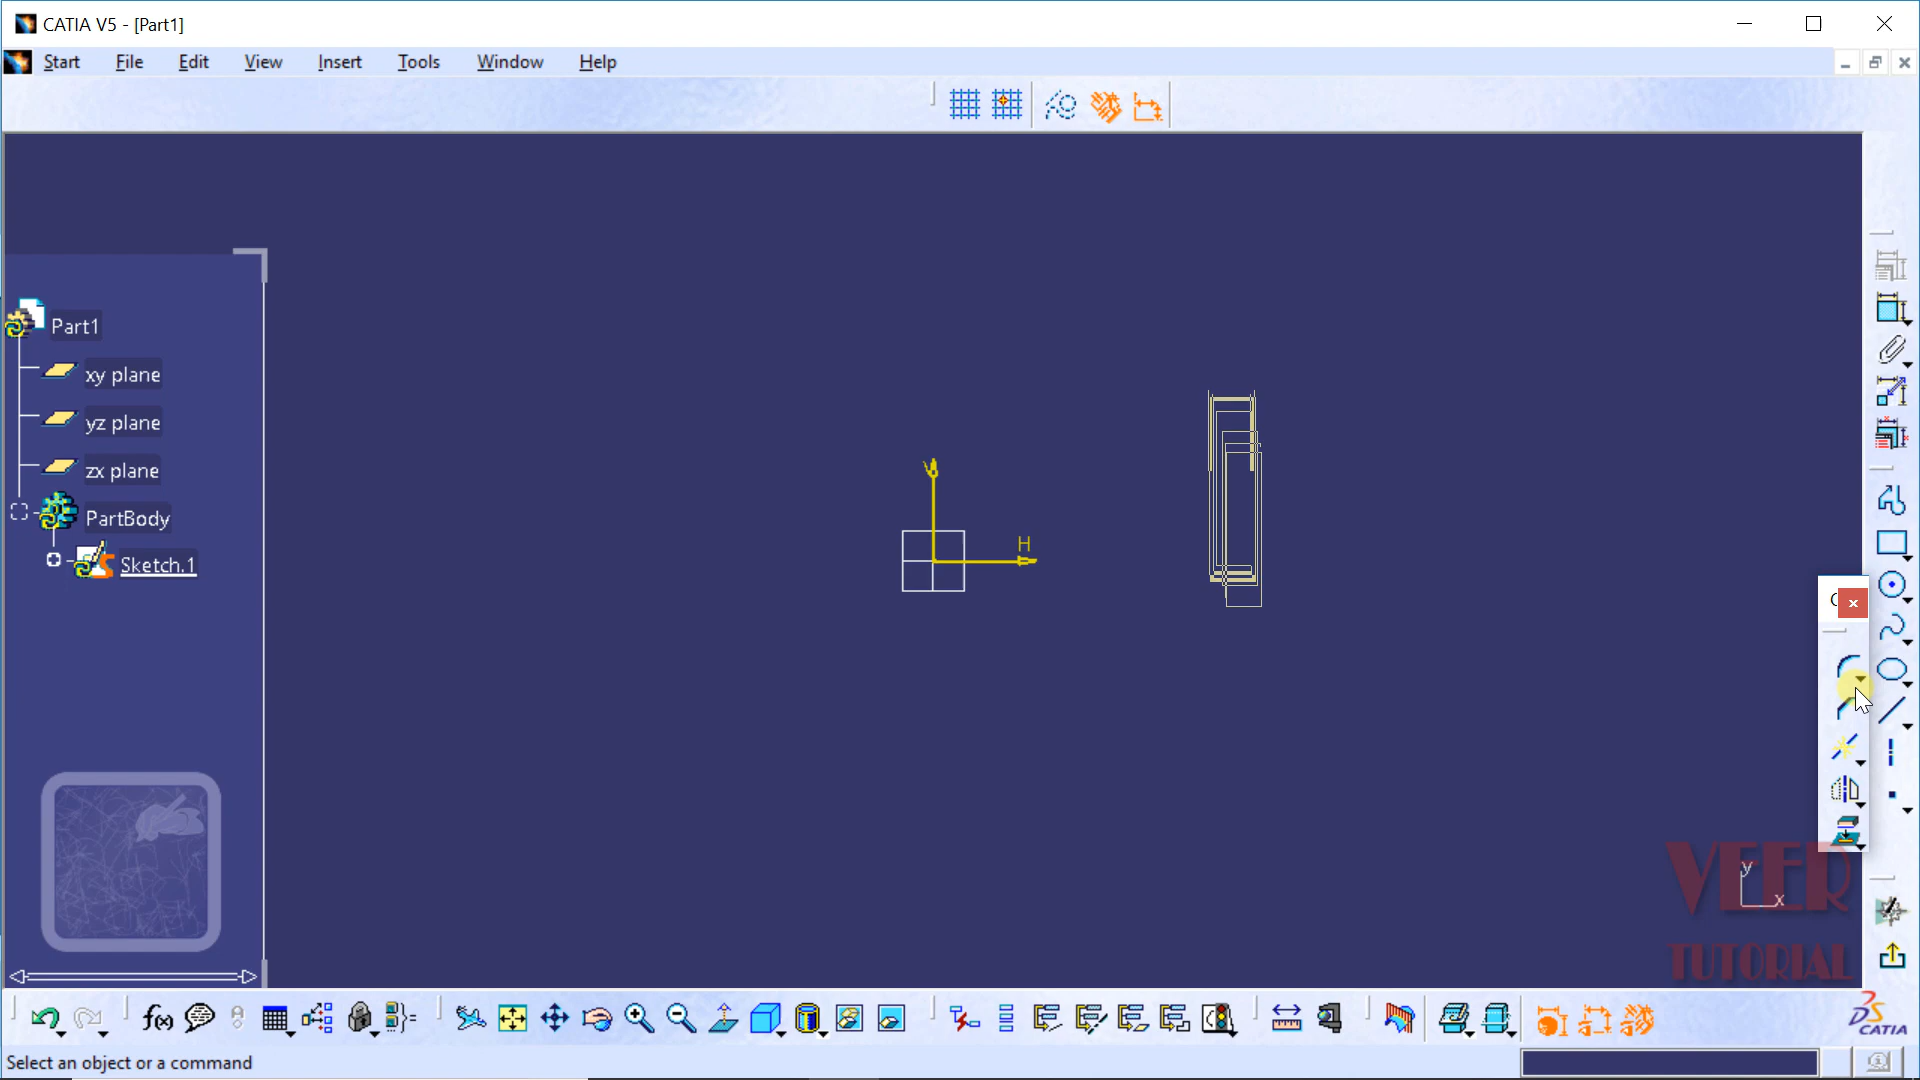 CATIA V5 - [Part1]
Start File Edit View Insert Tools Window Help
Part1
xy plane
yz plane
zx plane
PartBody
Sketch.1
V
H
y
x
VEER
TUTORIAL
f(x)
DS
CATIA
Select an object or a command